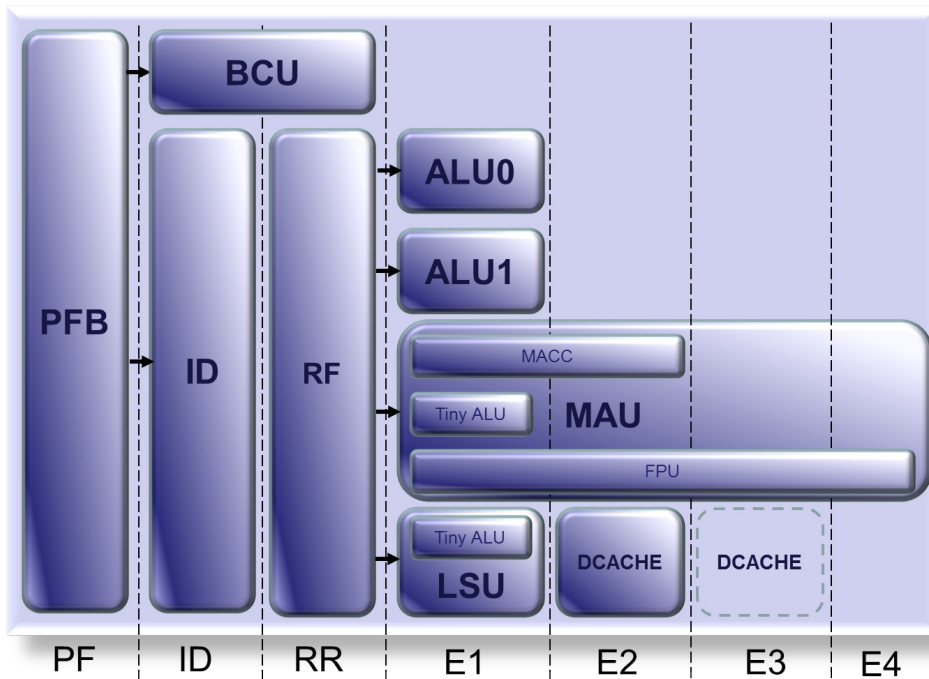 BCU
ALU0
ALU1
PFB
ID
RF
MACC
Tiny ALU
MAU
FPU
Tiny ALU
LSU
DCACHE
DCACHE
PF ID RR E1 E2 E3 E4